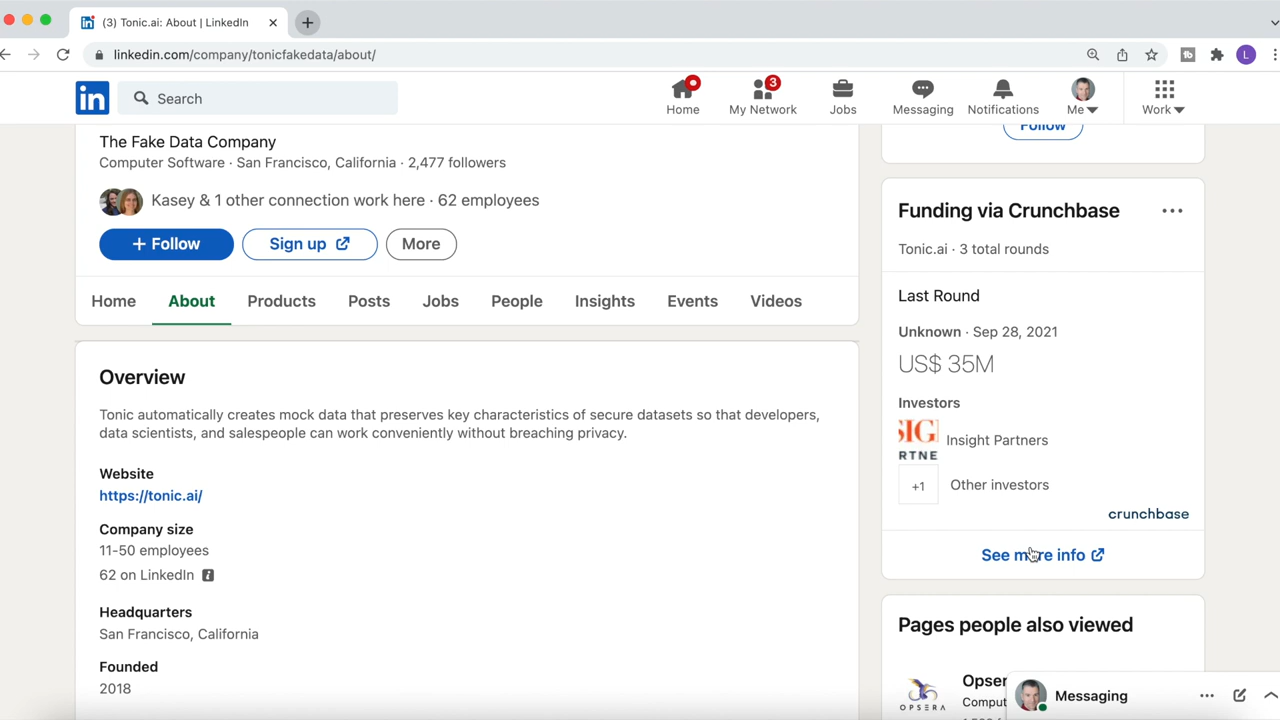 (3) Tonic.ai: About | LinkedIn
linkedin.com/company/tonicfakedata/about/
L
in
Search
Home
3
My Network
Jobs
Messaging
Notifications
Me
Work
The Fake Data Company
Computer Software · San Francisco, California · 2,477 followers
Kasey & 1 other connection work here · 62 employees
+ Follow
Sign up
More
Home
About
Products
Posts
Jobs
People
Insights
Events
Videos
Overview
Tonic automatically creates mock data that preserves key characteristics of secure datasets so that developers,
data scientists, and salespeople can work conveniently without breaching privacy.
Website
https://tonic.ai/
Company size
11-50 employees
62 on LinkedIn
Headquarters
San Francisco, California
Founded
2018
Follow
Funding via Crunchbase
Tonic.ai · 3 total rounds
Last Round
Unknown · Sep 28, 2021
US$ 35M
Investors
SIG
RTNE
Insight Partners
+1
Other investors
crunchbase
See more info
Pages people also viewed
OPSERA
Opser
Comput
Messaging